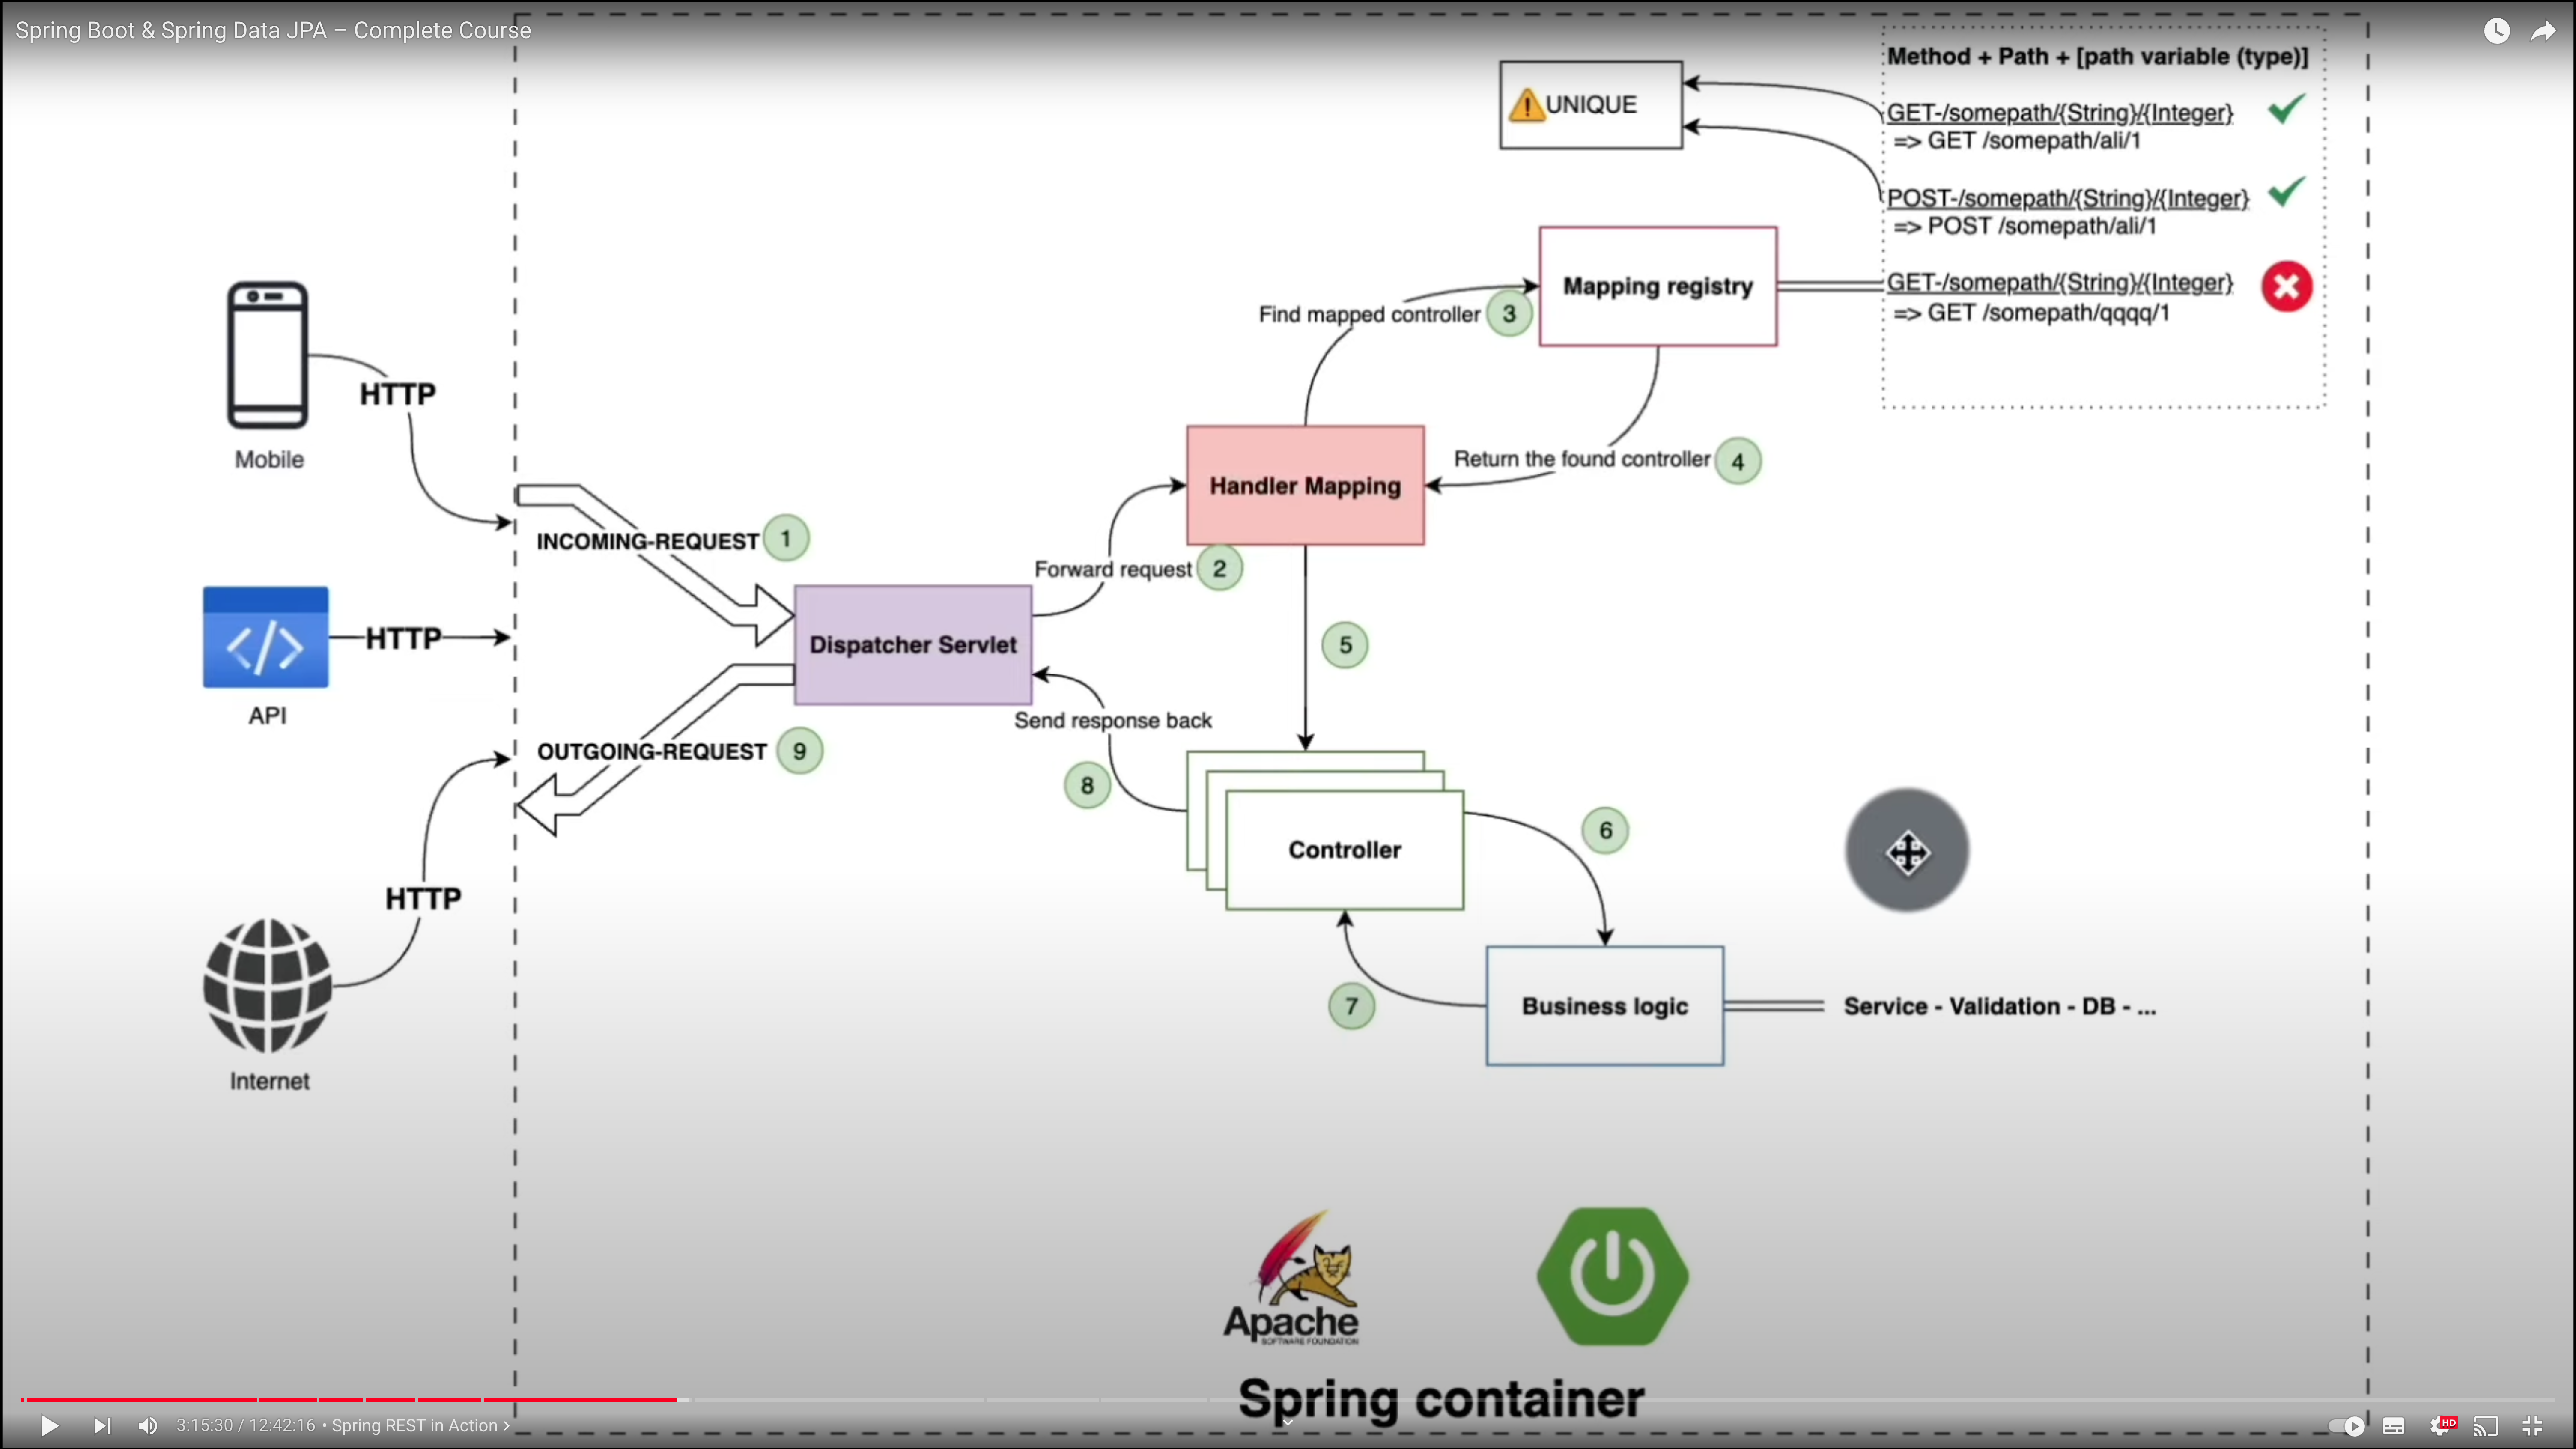 Spring Boot & Spring Data JPA – Complete Course
Method + Path + [path variable (type)]
UNIQUE
GET-/somepath/{String}/{Integer}
=> GET /somepath/ali/1
POST-/somepath/{String}/{Integer}
=> POST /somepath/ali/1
Mapping registry
GET-/somepath/{String}/{Integer}
=> GET /somepath/qqqq/1
Find mapped controller
3
HTTP
Mobile
Handler Mapping
Return the found controller
4
INCOMING-REQUEST
1
Forward request
2
HTTP
API
Dispatcher Servlet
5
Send response back
OUTGOING-REQUEST
9
8
Controller
6
HTTP
Internet
7
Business logic
Service - Validation - DB - ...
Apache
SOFTWARE FOUNDATION
Spring container
3:15:30 / 12:42:16 • Spring REST in Action
HD